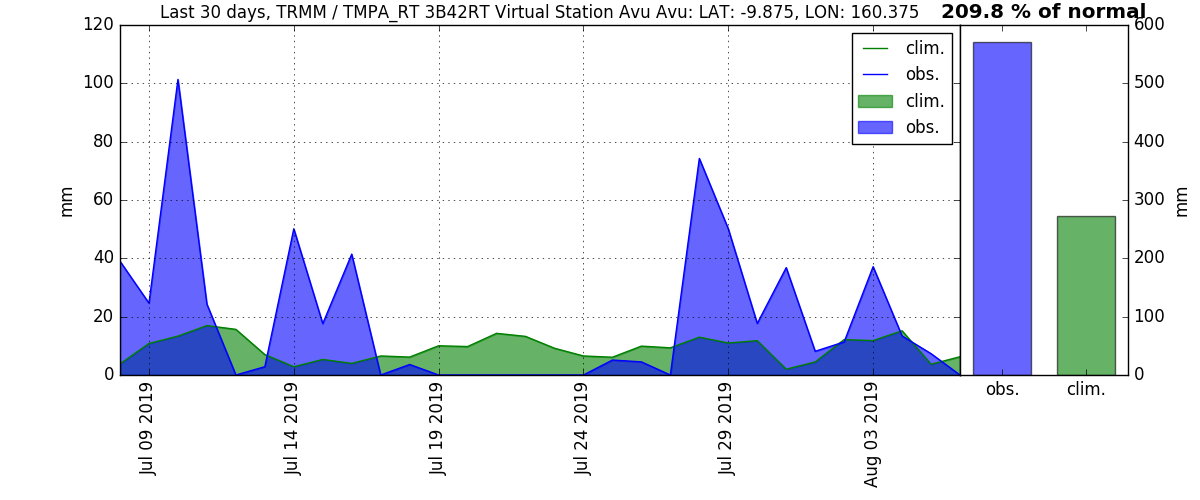 Last 30 days, TRMM / TMPA_RT 3B42RT Virtual Station Avu Avu: LAT: -9.875, LON: 160.375
209.8 % of normal
120
100
80
60
40
20
0
mm
clim.
obs.
clim.
obs.
600
500
400
300
200
100
0
mm
Jul 09 2019
Jul 14 2019
Jul 19 2019
Jul 24 2019
Jul 29 2019
Aug 03 2019
obs.
clim.